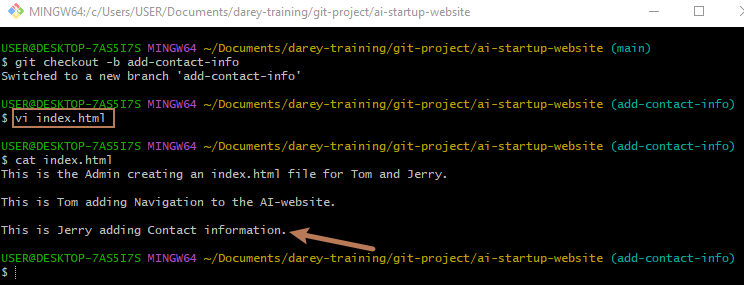 MINGW64:/c/Users/USER/Documents/darey-training/git-project/ai-startup-website
USER@DESKTOP-7AS5I7S MINGW64 ~/Documents/darey-training/git-project/ai-startup-website (main)
$ git checkout -b add-contact-info
Switched to a new branch 'add-contact-info'
USER@DESKTOP-7AS5I7S MINGW64 ~/Documents/darey-training/git-project/ai-startup-website (add-contact-info)
$ vi index.html
USER@DESKTOP-7AS5I7S MINGW64 ~/Documents/darey-training/git-project/ai-startup-website (add-contact-info)
$ cat index.html
This is the Admin creating an index.html file for Tom and Jerry.
This is Tom adding Navigation to the AI-website.
This is Jerry adding Contact information.
USER@DESKTOP-7AS5I7S MINGW64 ~/Documents/darey-training/git-project/ai-startup-website (add-contact-info)
$